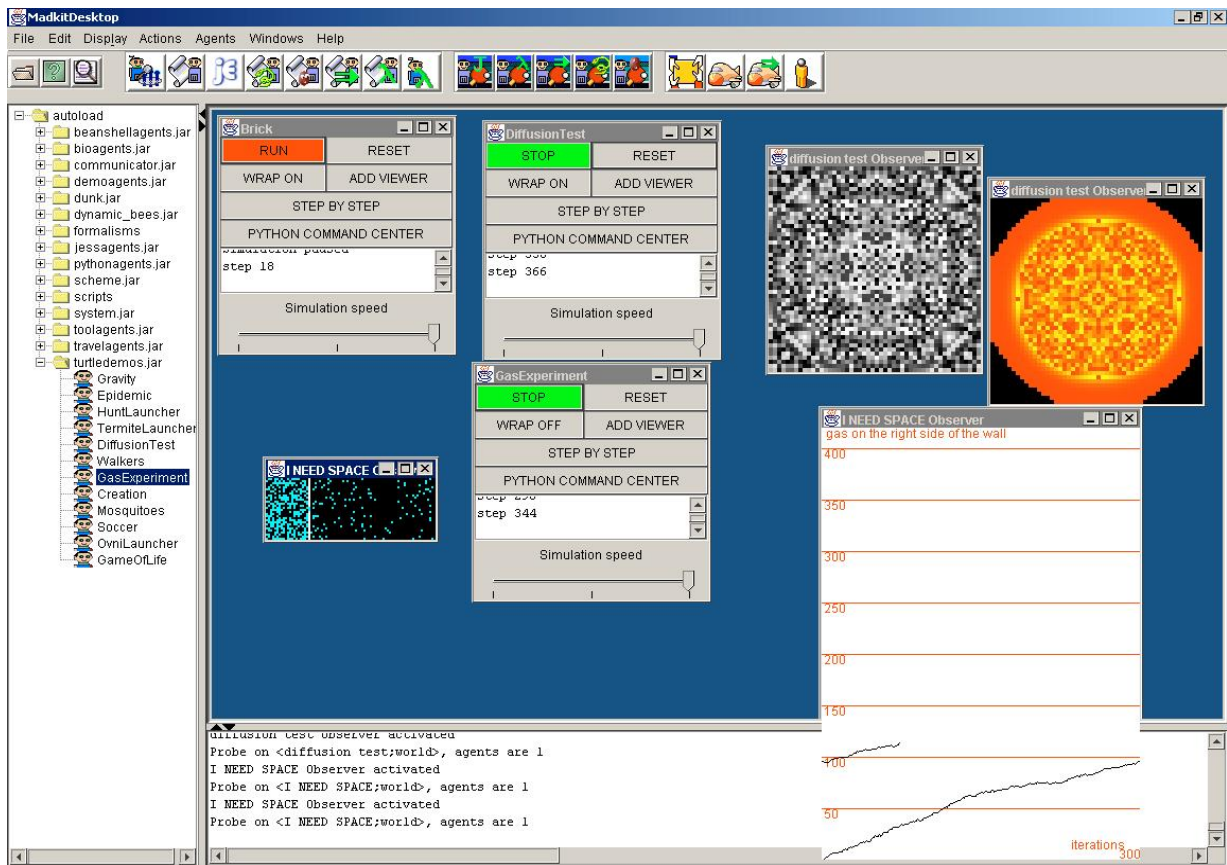 MadkitDesktop
File Edit Display Actions Agents Windows Help
autoload
beanshellagents.jar
bioagents.jar
communicator.jar
demoagents.jar
dunk.jar
dynamic_bees.jar
formalisms
jessagents.jar
pythonagents.jar
scheme.jar
scripts
system.jar
toolagents.jar
travelagents.jar
turtledemos.jar
Gravity
Epidemic
HuntLauncher
TermiteLauncher
DiffusionTest
Walkers
GasExperiment
Creation
Mosquitoes
Soccer
OvniLauncher
GameOfLife
Brick
RUN RESET
WRAP ON ADD VIEWER
STEP BY STEP
PYTHON COMMAND CENTER
simulation paused
step 18
Simulation speed
DiffusionTest
STOP RESET
WRAP ON ADD VIEWER
STEP BY STEP
PYTHON COMMAND CENTER
step 366
Simulation speed
diffusion test Observer
diffusion test Observer
GasExperiment
STOP RESET
WRAP OFF ADD VIEWER
STEP BY STEP
PYTHON COMMAND CENTER
step 344
Simulation speed
I NEED SPACE
I NEED SPACE Observer
gas on the right side of the wall
400
350
300
250
200
150
100
50
iterations
300
diffusion test Observer activated
Probe on <diffusion test;world>, agents are 1
I NEED SPACE Observer activated
Probe on <I NEED SPACE;world>, agents are 1
I NEED SPACE Observer activated
Probe on <I NEED SPACE;world>, agents are 1